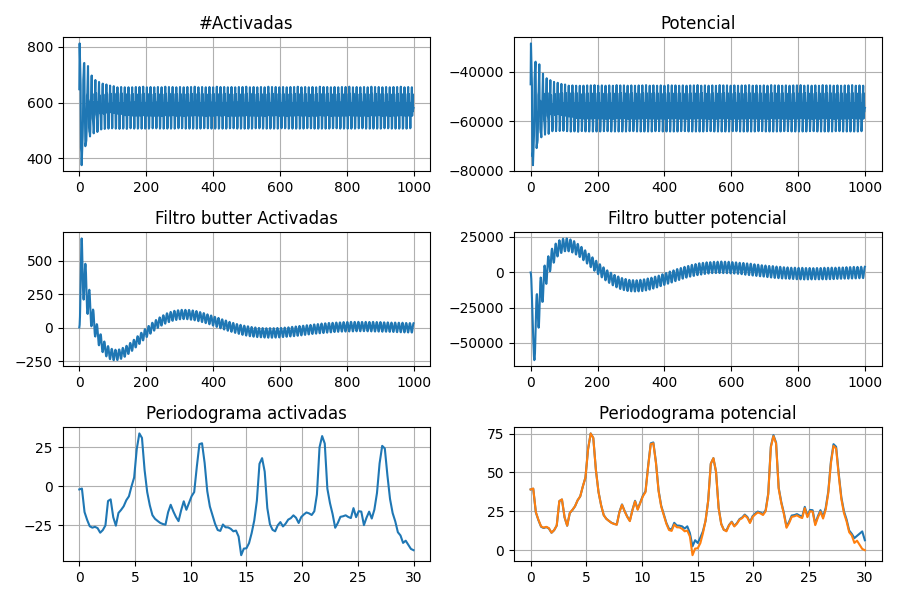 #Activadas
800
600
400
0 200 400 600 800 1000
Potencial
−40000
−60000
−80000
0 200 400 600 800 1000
Filtro butter Activadas
500
250
0
−250
0 200 400 600 800 1000
Filtro butter potencial
25000
0
−25000
−50000
0 200 400 600 800 1000
Periodograma activadas
25
0
−25
0 5 10 15 20 25 30
Periodograma potencial
75
50
25
0
0 5 10 15 20 25 30